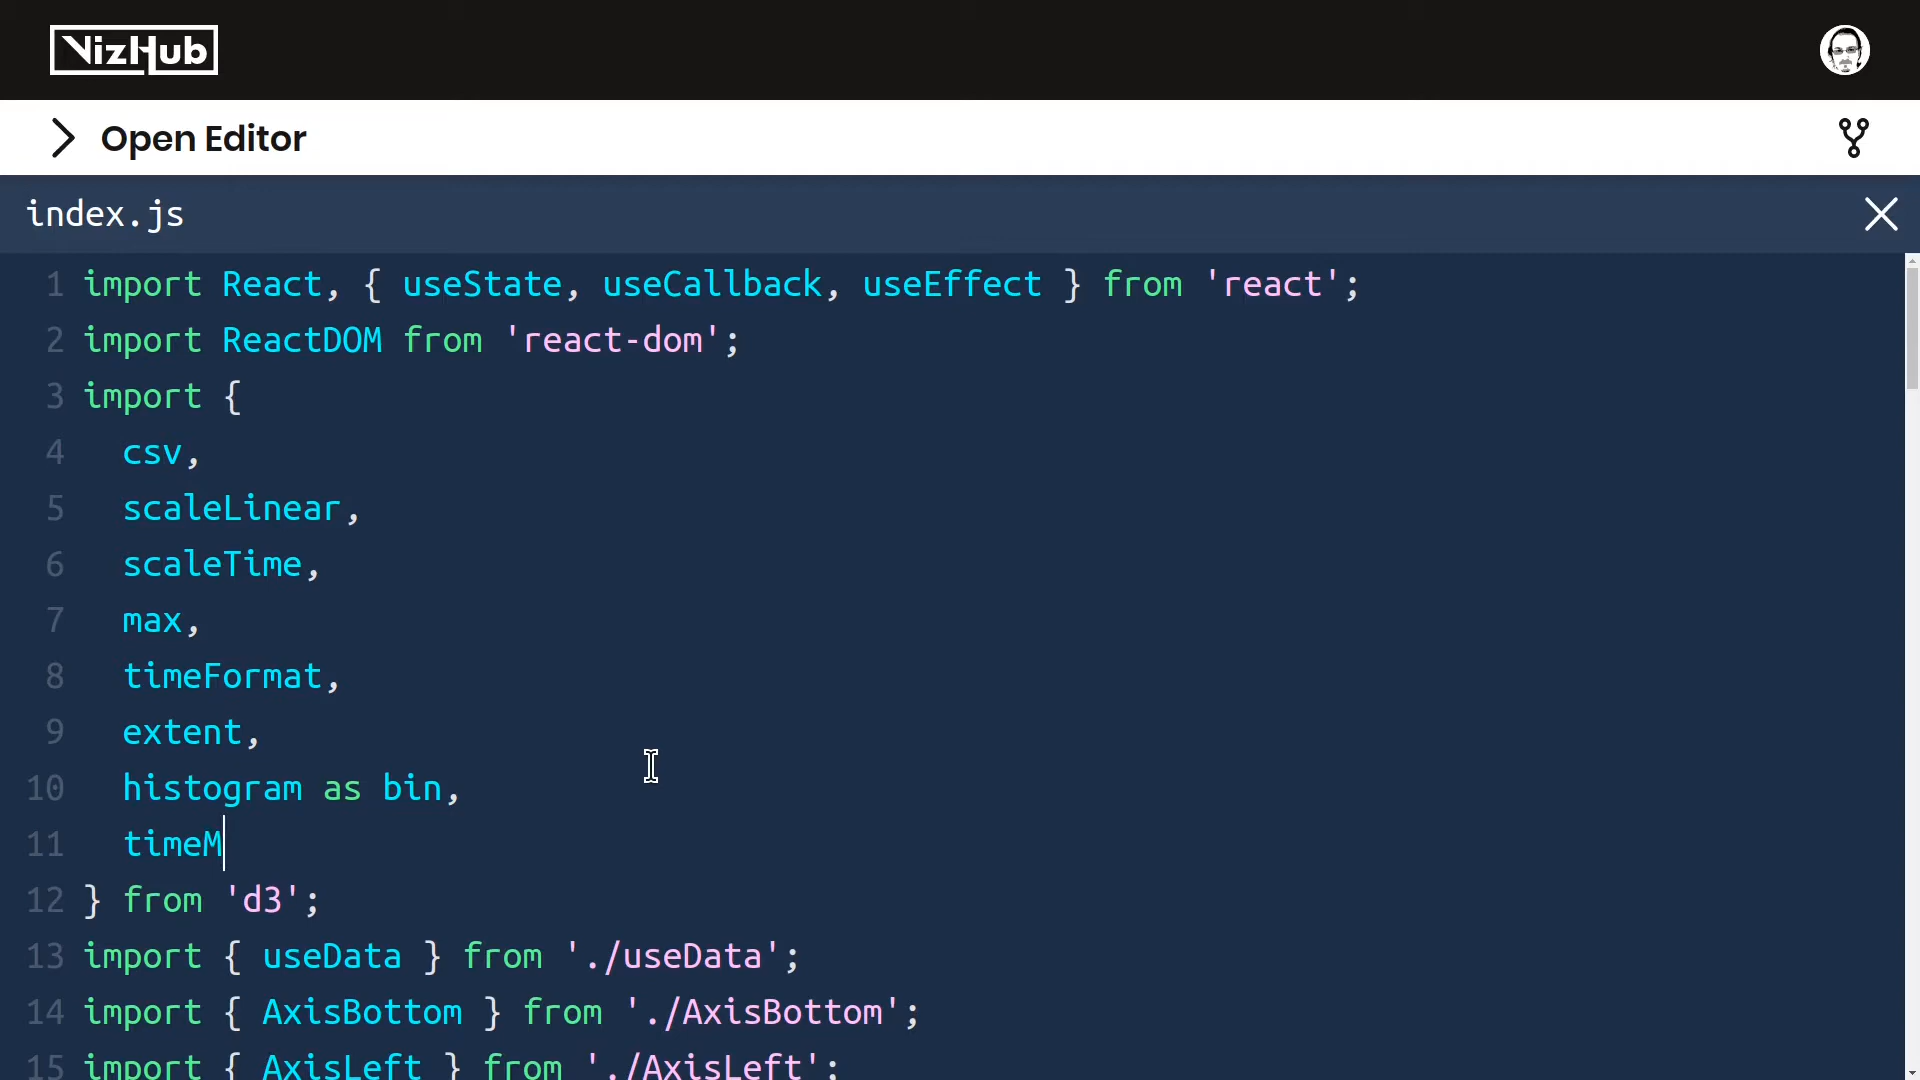 VizHub
Open Editor
index.js
1 import React, { useState, useCallback, useEffect } from 'react';
2 import ReactDOM from 'react-dom';
3 import {
4 csv,
5 scaleLinear,
6 scaleTime,
7 max,
8 timeFormat,
9 extent,
10 histogram as bin,
11 timeM
12 } from 'd3';
13 import { useData } from './useData';
14 import { AxisBottom } from './AxisBottom';
15 import { AxisLeft } from './AxisLeft';